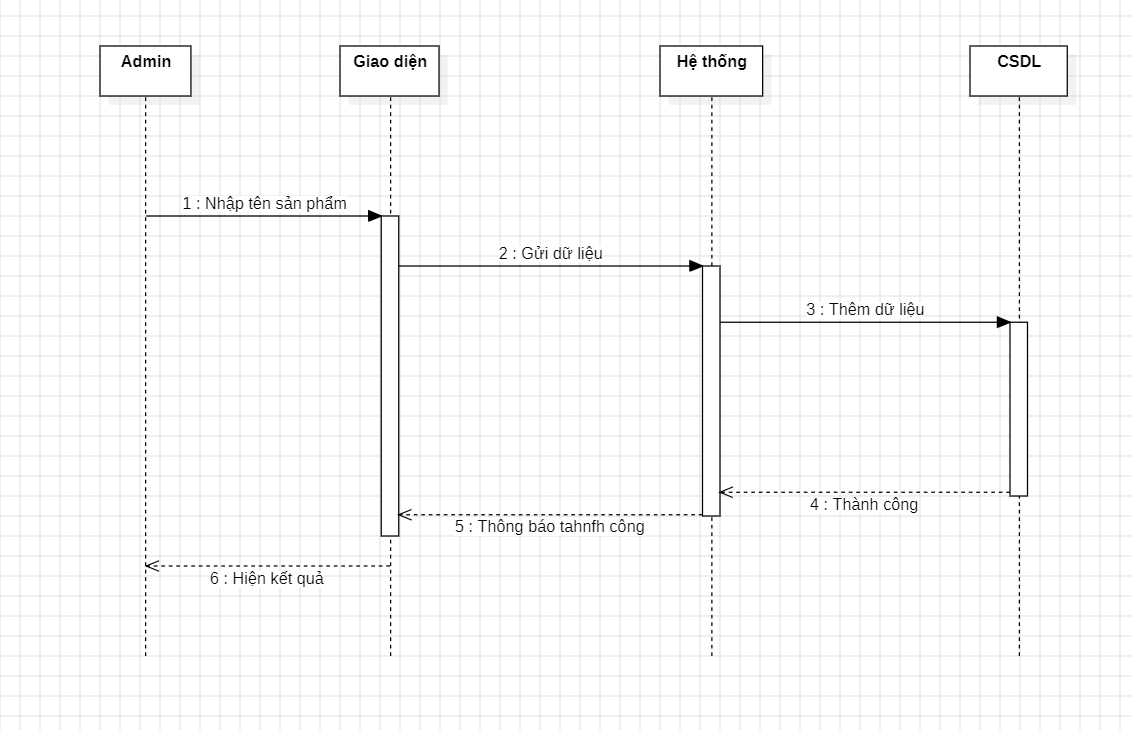 Admin
Giao diện
Hệ thống
CSDL
1 : Nhập tên sản phẩm
2 : Gửi dữ liệu
3 : Thêm dữ liệu
4 : Thành công
5 : Thông báo tahnfh công
6 : Hiện kết quả